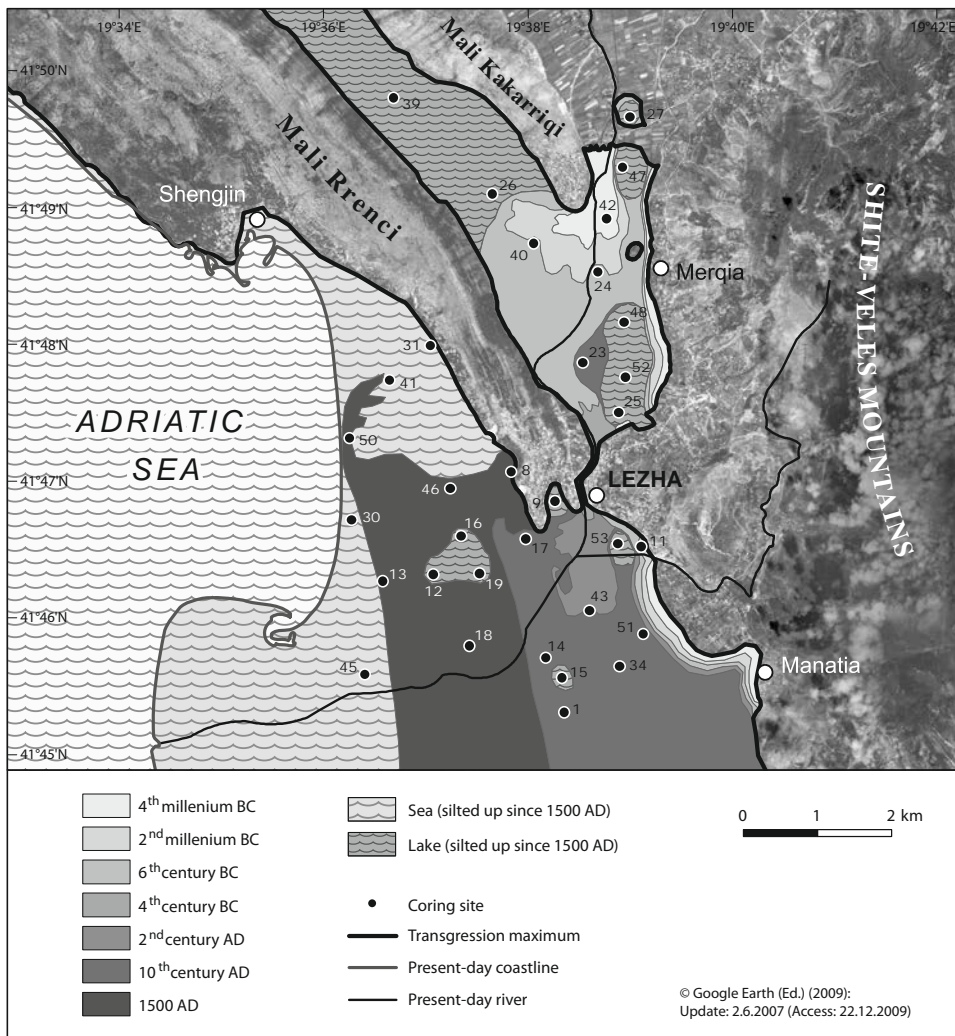 19°34'E
19°36'E
19°38'E
19°40'E
19°42'E
41°50'N
41°49'N
41°48'N
41°47'N
41°46'N
41°45'N
Mali Kakarriqi
Mali Rrenci
Shengjin
Merqia
SHITE-VELES MOUNTAINS
ADRIATIC
SEA
LEZHA
Manatia
39
27
47
26
42
40
24
48
31
23
41
52
25
50
8
46
9
30
16
17
53
11
13
12
19
43
18
51
14
34
45
15
1
4th millenium BC
2nd millenium BC
6th century BC
4th century BC
2nd century AD
10th century AD
1500 AD
Sea (silted up since 1500 AD)
Lake (silted up since 1500 AD)
Coring site
Transgression maximum
Present-day coastline
Present-day river
0 1 2 km
© Google Earth (Ed.) (2009):
Update: 2.6.2007 (Access: 22.12.2009)